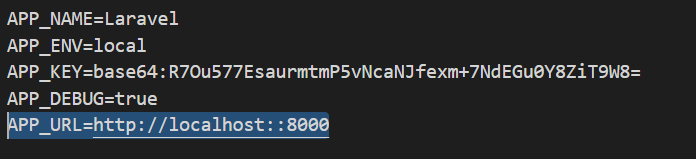 APP_NAME=Laravel
APP_ENV=local
APP_KEY=base64:R7Ou577EsaurmtmP5vNcaNJfexm+7NdEGu0Y8ZiT9W8=
APP_DEBUG=true
APP_URL=http://localhost::8000